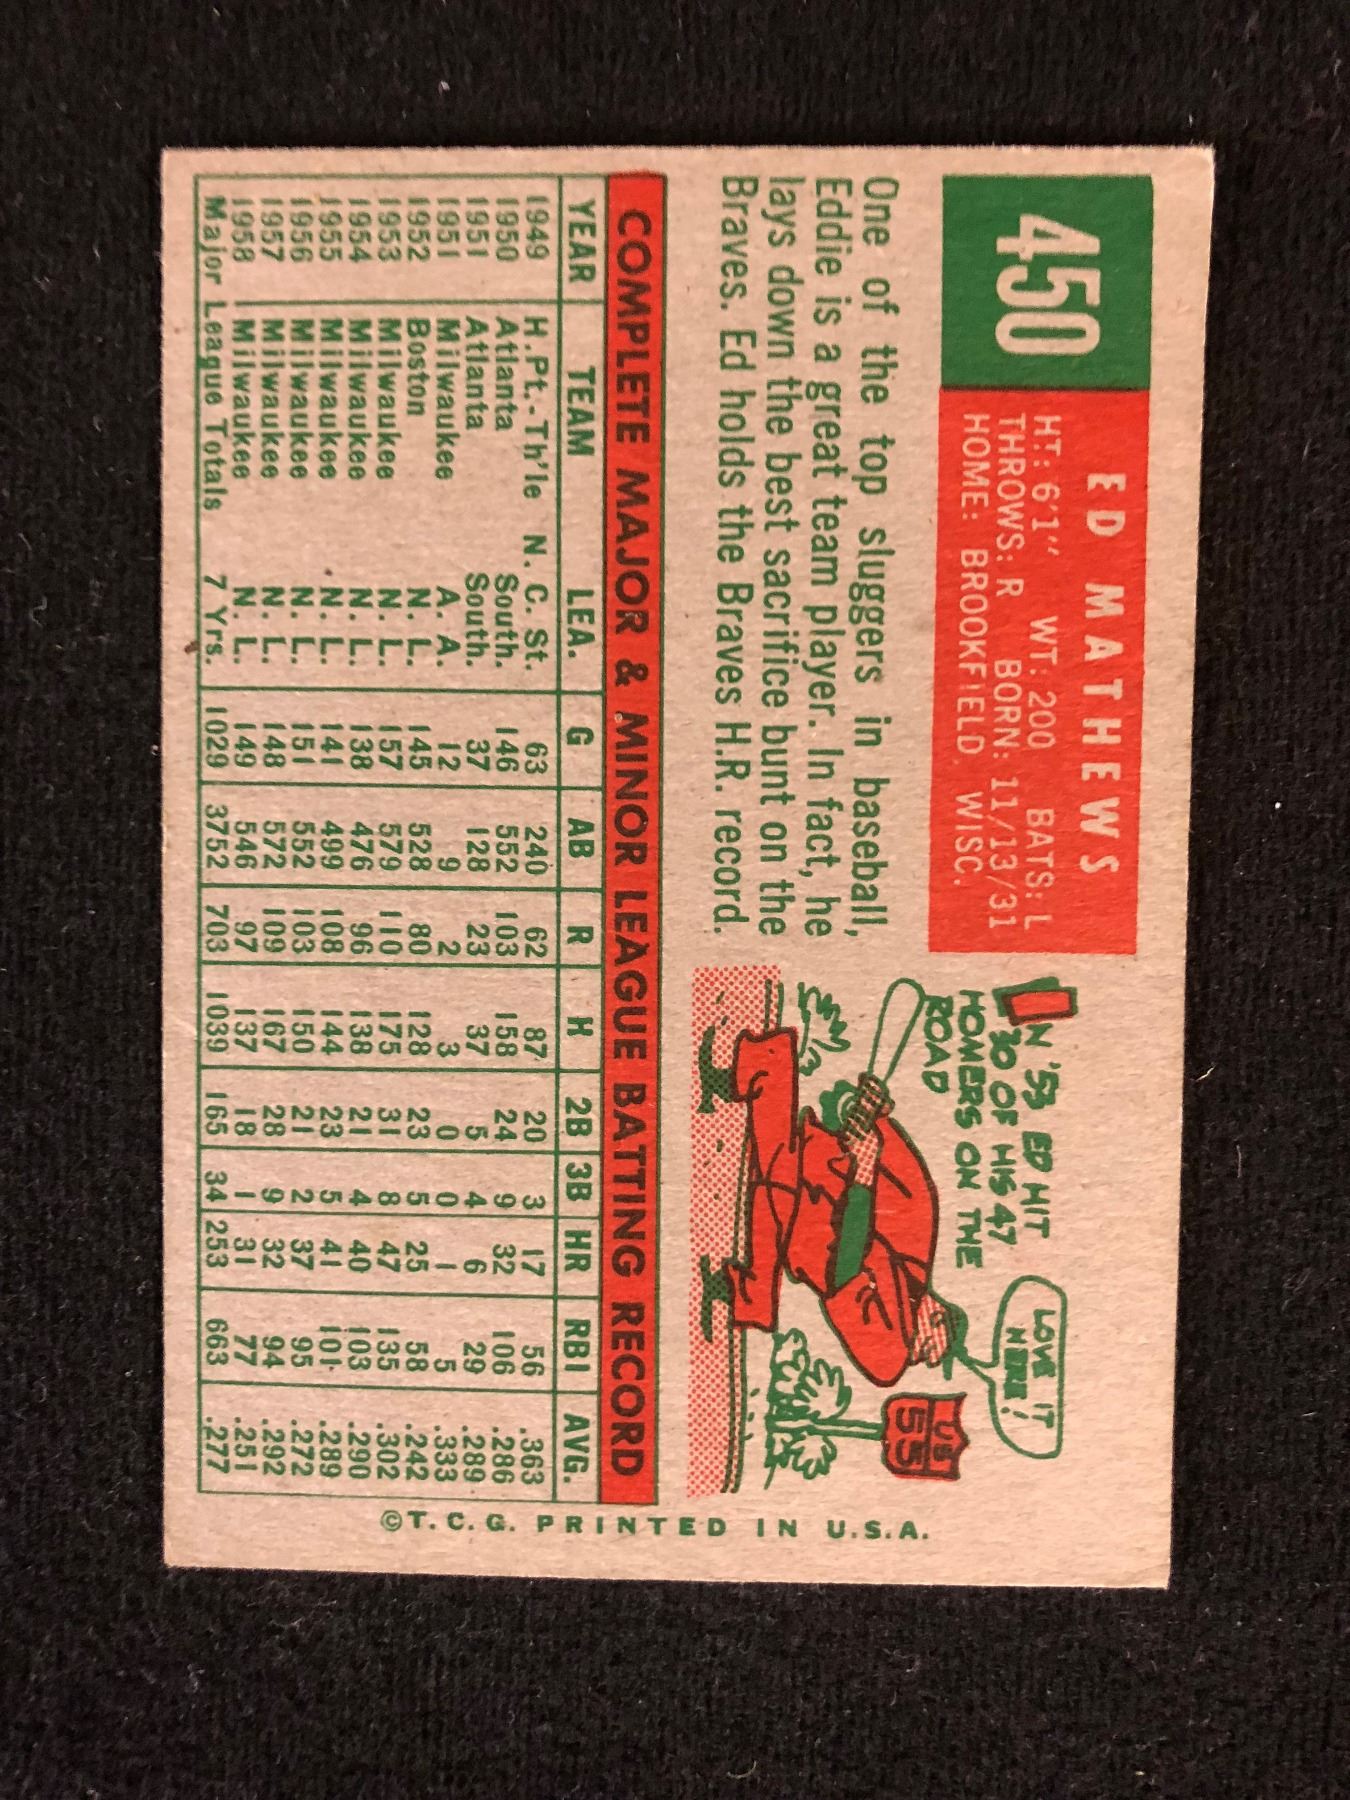 450
ED MATHEWS
HT: 6'1" WT: 200 BATS: L
THROWS: R BORN: 11/13/31
HOME: BROOKFIELD, WISC.
One of the top sluggers in baseball,
Eddie is a great team player. In fact, he
lays down the best sacrifice bunt on the
Braves. Ed holds the Braves H.R. record.
IN '53 ED HIT
30 OF HIS 47
HOMERS ON THE
ROAD
LOVE IT
HERE!
US
55
COMPLETE MAJOR & MINOR LEAGUE BATTING RECORD
YEAR TEAM LEA. G AB R H 2B 3B HR RBI AVG.
1949 H.Pt.-Th'le N. C. St. 63 240 62 87 20 3 17 56 .363
1950 Atlanta South. 146 552 103 158 24 9 32 106 .286
1951 Atlanta South. 37 128 23 37 5 4 6 29 .289
1951 Milwaukee A. A. 12 9 2 3 0 0 1 5 .333
1952 Boston N. L. 145 528 80 128 23 5 25 58 .242
1953 Milwaukee N. L. 157 579 110 175 31 8 47 135 .302
1954 Milwaukee N. L. 138 476 96 138 21 4 40 103 .290
1955 Milwaukee N. L. 141 499 108 144 23 5 41 101 .289
1956 Milwaukee N. L. 151 552 103 150 21 2 37 95 .272
1957 Milwaukee N. L. 148 572 109 167 28 9 32 94 .292
1958 Milwaukee N. L. 149 546 97 137 18 1 31 77 .251
Major League Totals 7 Yrs. 1029 3752 703 1039 165 34 253 663 .277
©T.C.G. PRINTED IN U.S.A.